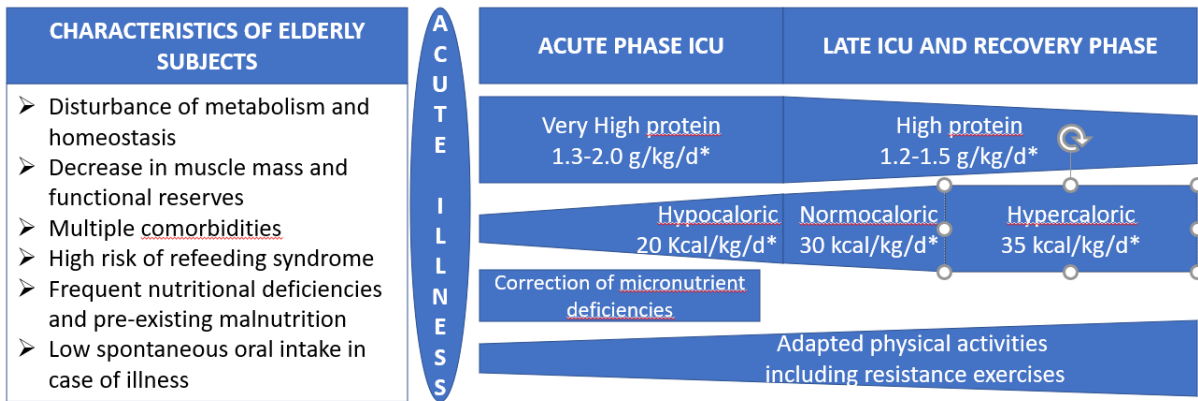 CHARACTERISTICS OF ELDERLY
SUBJECTS
Disturbance of metabolism and
homeostasis
Decrease in muscle mass and
functional reserves
Multiple comorbidities
High risk of refeeding syndrome
Frequent nutritional deficiencies
and pre-existing malnutrition
Low spontaneous oral intake in
case of illness
ACUTE ILLNESS
ACUTE PHASE ICU
LATE ICU AND RECOVERY PHASE
Very High protein
1.3-2.0 g/kg/d*
High protein
1.2-1.5 g/kg/d*
Hypocaloric
20 Kcal/kg/d*
Normocaloric
30 kcal/kg/d*
Hypercaloric
35 kcal/kg/d*
Correction of micronutrient
deficiencies
Adapted physical activities
including resistance exercises